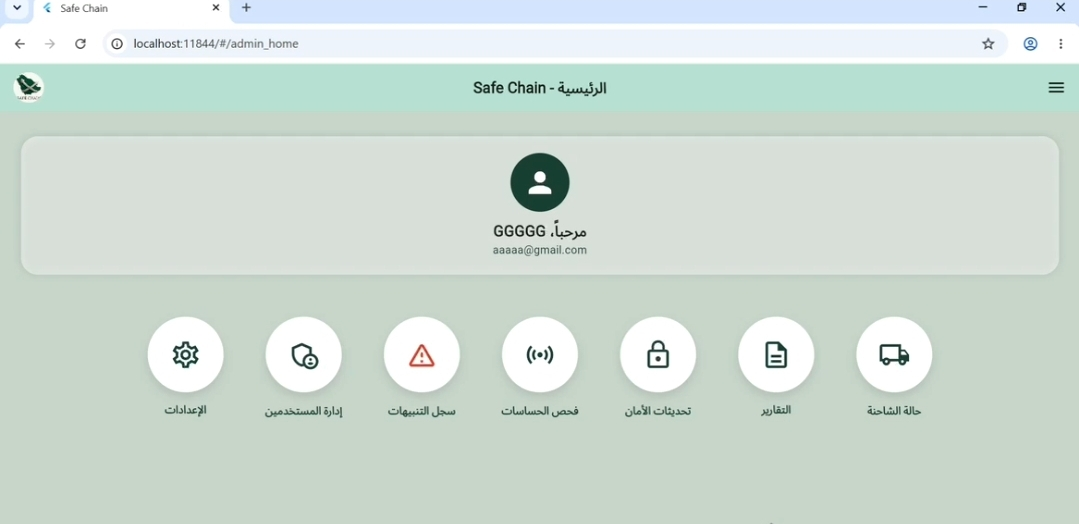 Safe Chain
localhost:11844/#/admin_home
الرئيسية - Safe Chain
مرحباً، GGGGG
aaaaa@gmail.com
حالة الشاحنة
التقارير
تحديثات الأمان
فحص الحساسات
سجل التنبيهات
إدارة المستخدمين
الإعدادات